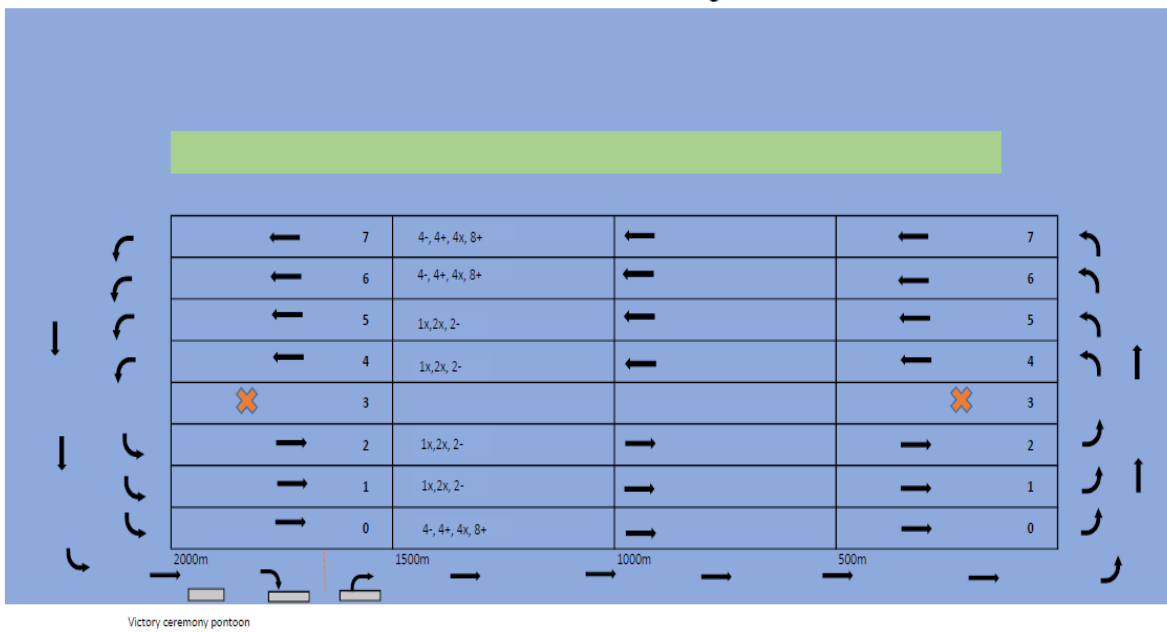 7 4-, 4+, 4x, 8+ 7
6 4-, 4+, 4x, 8+ 6
5 1x,2x, 2- 5
4 1x,2x, 2- 4
3 3
2 1x,2x, 2- 2
1 1x,2x, 2- 1
0 4-, 4+, 4x, 8+ 0
2000m 1500m 1000m 500m
Victory ceremony pontoon